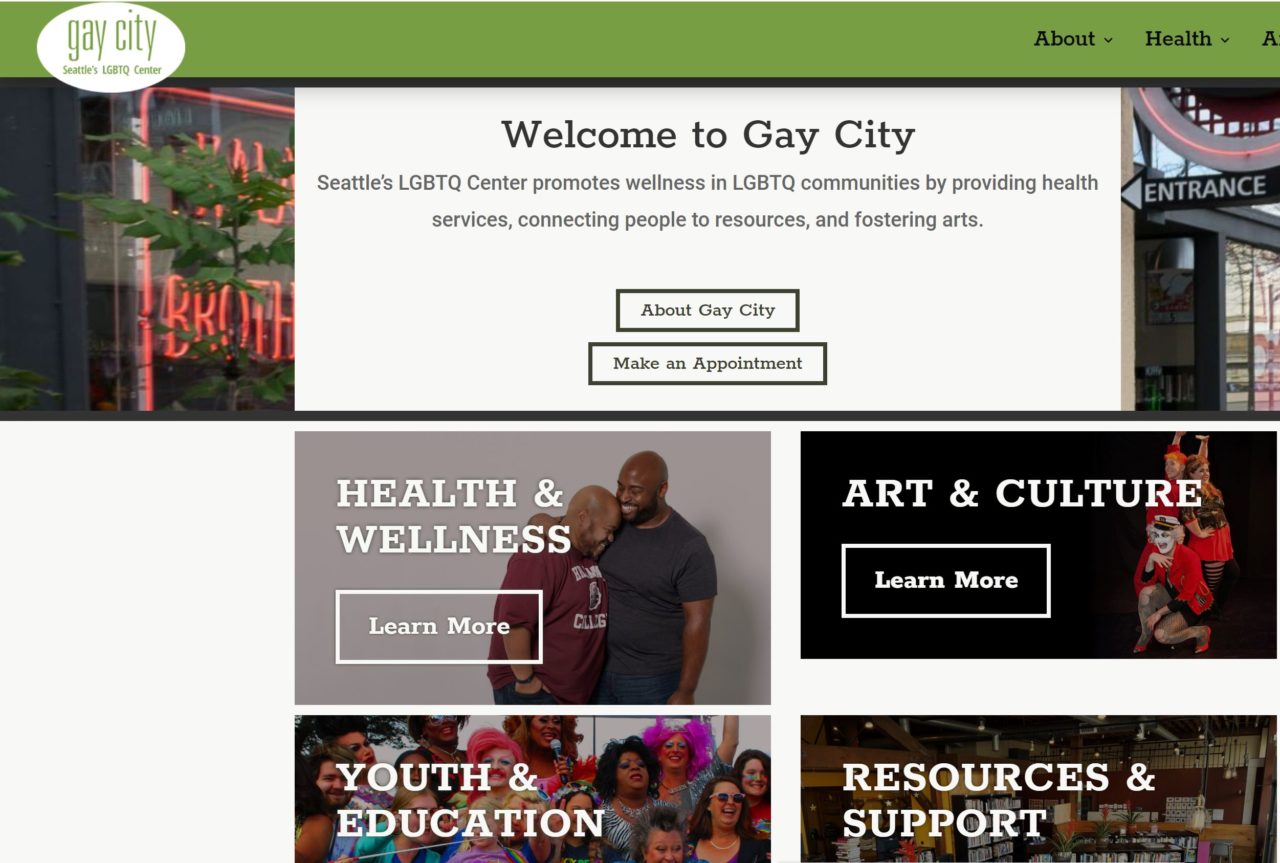 gay city
Seattle's LGBTQ Center
About
Health
Welcome to Gay City
Seattle's LGBTQ Center promotes wellness in LGBTQ communities by providing health
services, connecting people to resources, and fostering arts.
BROTH
ENTRANCE
About Gay City
Make an Appointment
HEALTH &
WELLNESS
Learn More
ART & CULTURE
Learn More
YOUTH &
EDUCATION
RESOURCES &
SUPPORT